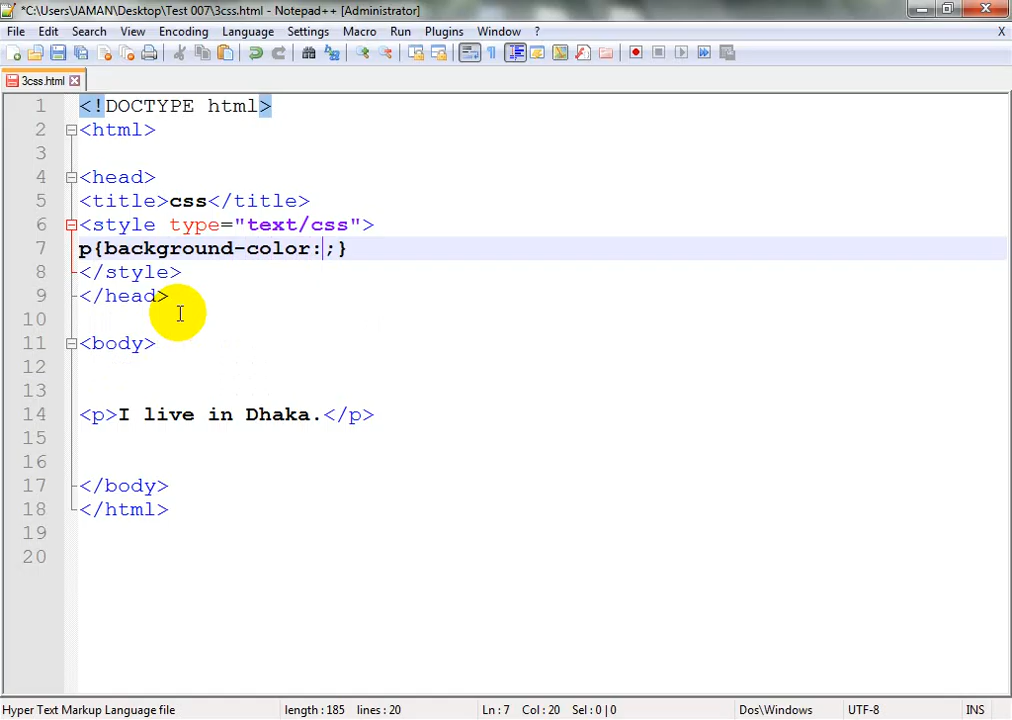 *C:\Users\JAMAN\Desktop\Test 007\3css.html - Notepad++ [Administrator]
File Edit Search View Encoding Language Settings Macro Run Plugins Window ? X
3css.html
1 <!DOCTYPE html>
2 <html>
3
4 <head>
5 <title>css</title>
6 <style type="text/css">
7 p{background-color:;}
8 </style>
9 </head>
10
11 <body>
12
13
14 <p>I live in Dhaka.</p>
15
16
17 </body>
18 </html>
19
20
Hyper Text Markup Language file length : 185 lines : 20 Ln : 7 Col : 20 Sel : 0 | 0 Dos\Windows UTF-8 INS